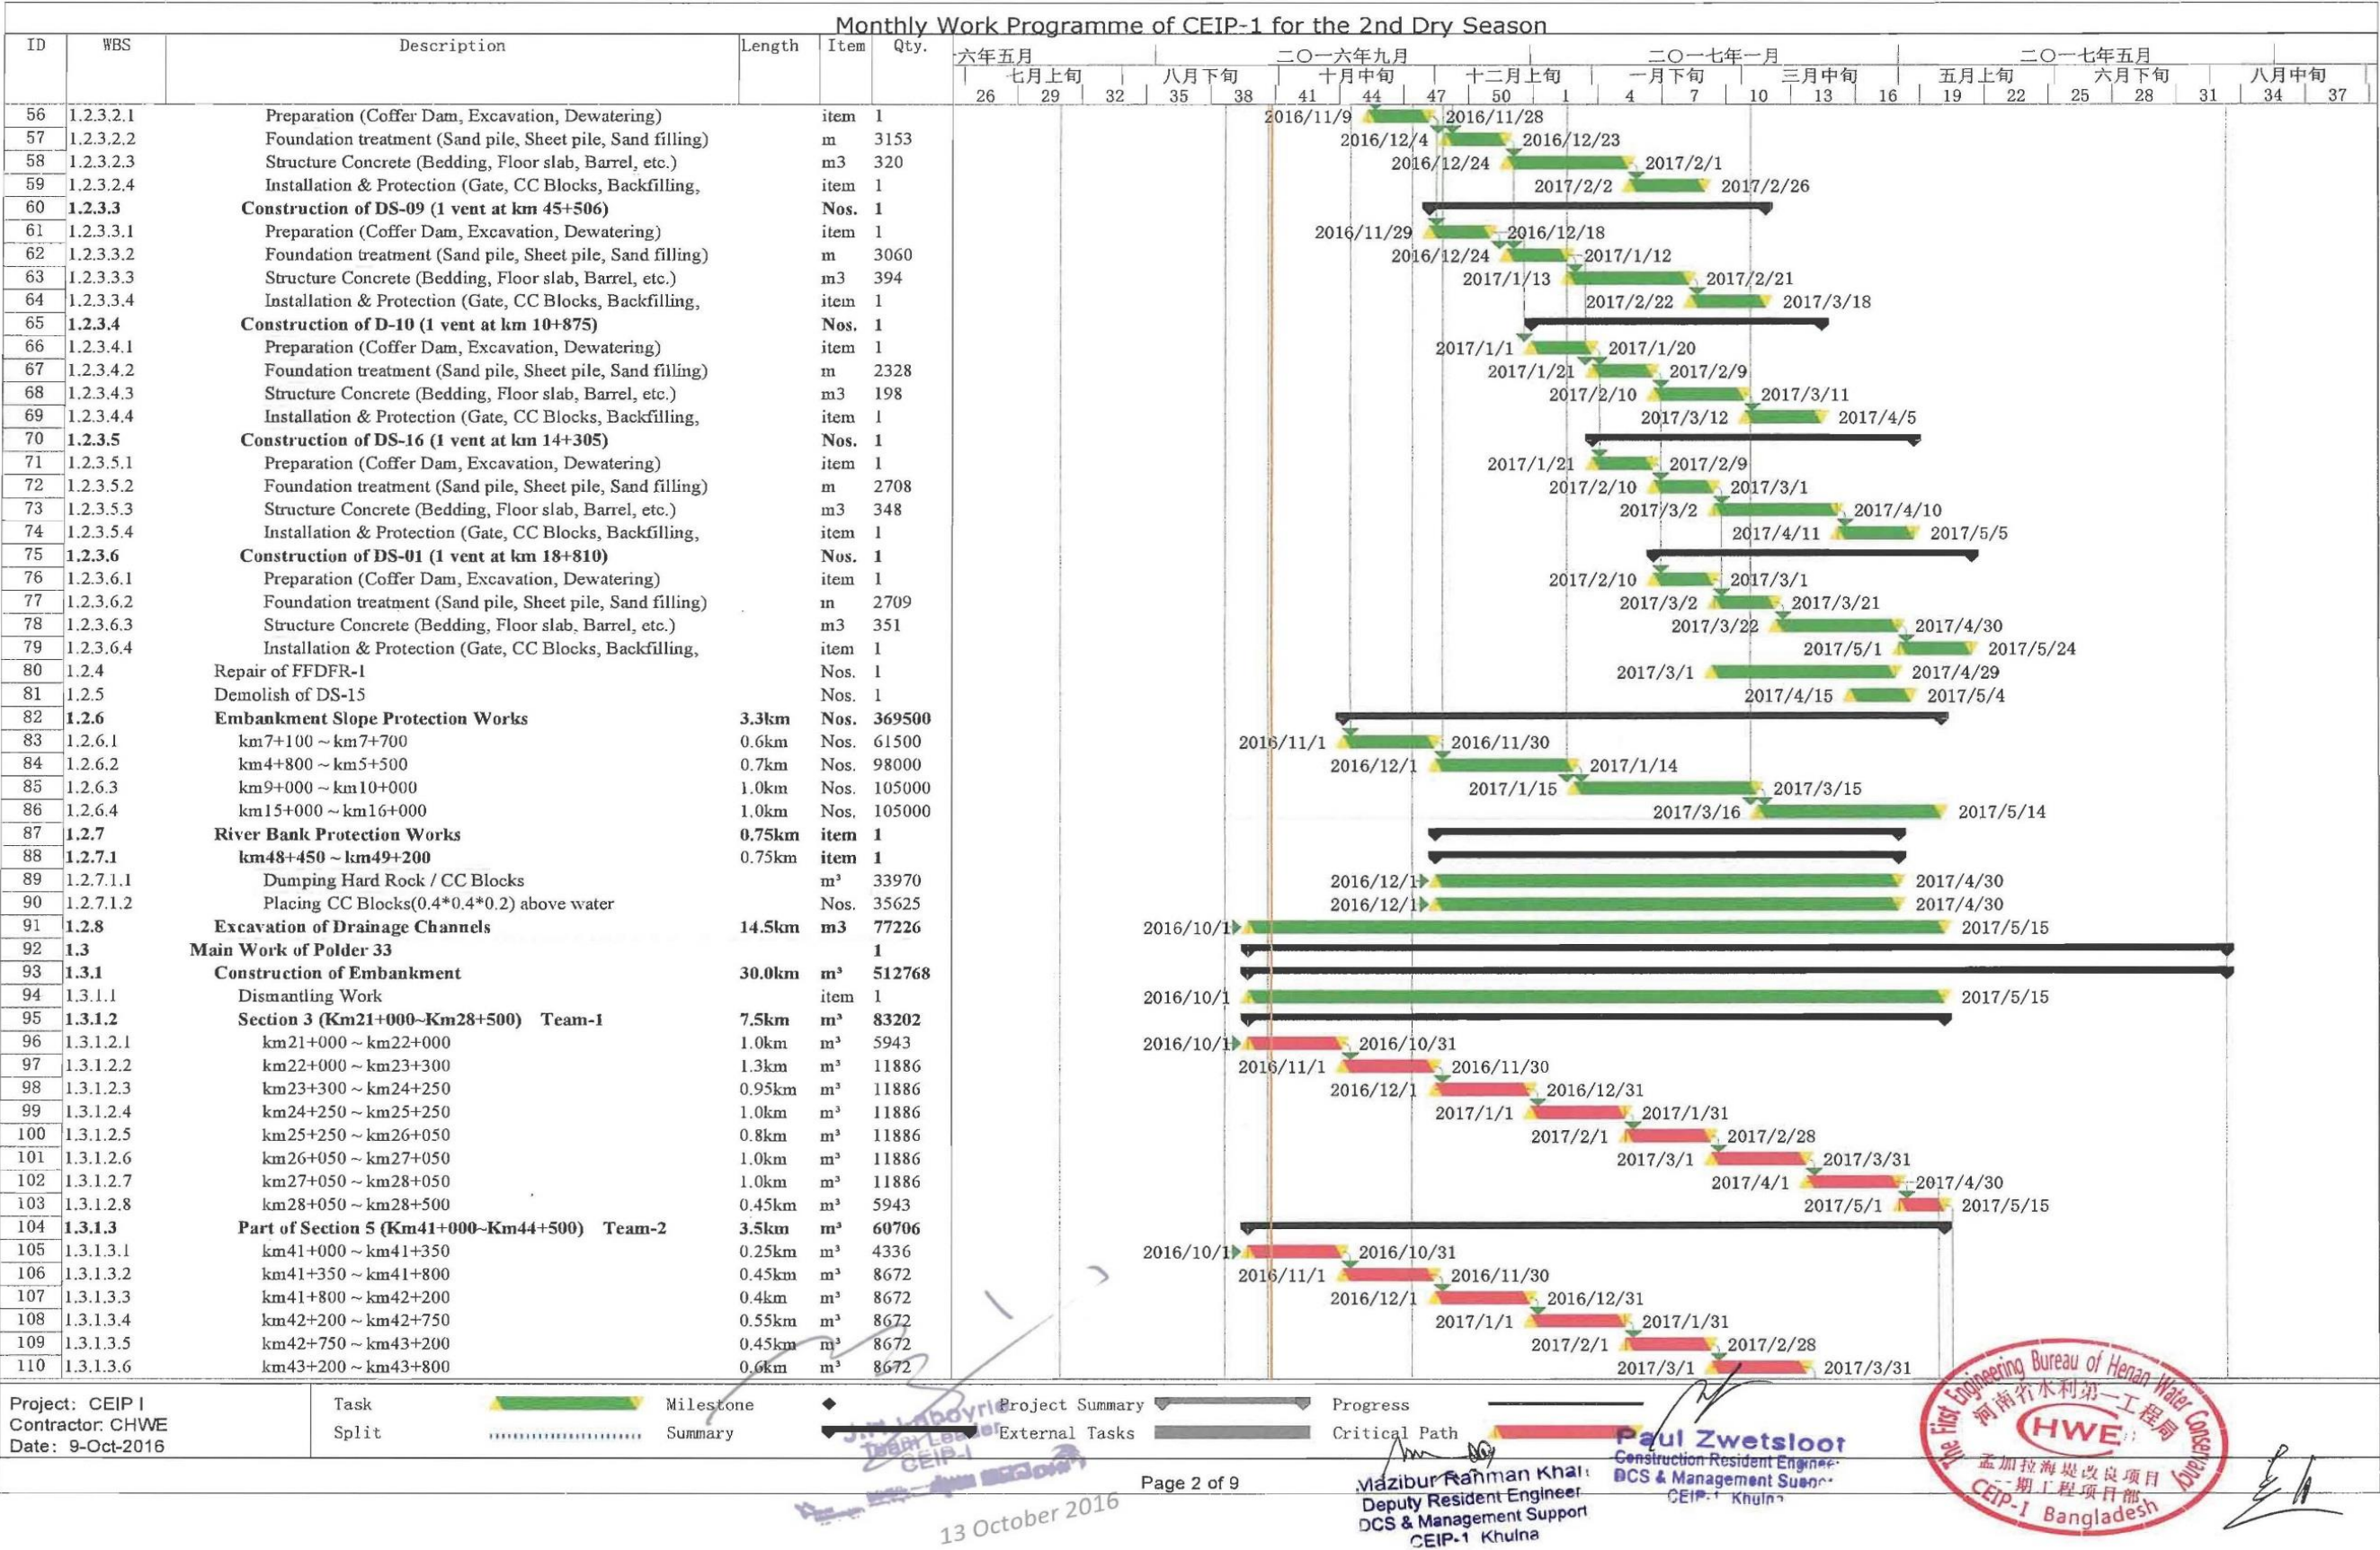 Monthly Work Programme of CEIP-1 for the 2nd Dry Season
ID WBS Description Length Item Qty.
六年五月 二〇一六年九月 二〇一七年一月 二〇一七年五月
七月上旬 八月下旬 十月中旬 十二月上旬 一月下旬 三月中旬 五月上旬 六月下旬 八月中旬
26 29 32 35 38 41 44 47 50 1 4 7 10 13 16 19 22 25 28 31 34 37
56 1.2.3.2.1 Preparation (Coffer Dam, Excavation, Dewatering) item 1 2016/11/9 2016/11/28
57 1.2.3.2.2 Foundation treatment (Sand pile, Sheet pile, Sand filling) m 3153 2016/12/4 2016/12/23
58 1.2.3.2.3 Structure Concrete (Bedding, Floor slab, Barrel, etc.) m3 320 2016/12/24 2017/2/1
59 1.2.3.2.4 Installation & Protection (Gate, CC Blocks, Backfilling, item 1 2017/2/2 2017/2/26
60 1.2.3.3 Construction of DS-09 (1 vent at km 45+506) Nos. 1
61 1.2.3.3.1 Preparation (Coffer Dam, Excavation, Dewatering) item 1 2016/11/29 2016/12/18
62 1.2.3.3.2 Foundation treatment (Sand pile, Sheet pile, Sand filling) m 3060 2016/12/24 2017/1/12
63 1.2.3.3.3 Structure Concrete (Bedding, Floor slab, Barrel, etc.) m3 394 2017/1/13 2017/2/21
64 1.2.3.3.4 Installation & Protection (Gate, CC Blocks, Backfilling, item 1 2017/2/22 2017/3/18
65 1.2.3.4 Construction of D-10 (1 vent at km 10+875) Nos. 1
66 1.2.3.4.1 Preparation (Coffer Dam, Excavation, Dewatering) item 1 2017/1/1 2017/1/20
67 1.2.3.4.2 Foundation treatment (Sand pile, Sheet pile, Sand filling) m 2328 2017/1/21 2017/2/9
68 1.2.3.4.3 Structure Concrete (Bedding, Floor slab, Barrel, etc.) m3 198 2017/2/10 2017/3/11
69 1.2.3.4.4 Installation & Protection (Gate, CC Blocks, Backfilling, item 1 2017/3/12 2017/4/5
70 1.2.3.5 Construction of DS-16 (1 vent at km 14+305) Nos. 1
71 1.2.3.5.1 Preparation (Coffer Dam, Excavation, Dewatering) item 1 2017/1/21 2017/2/9
72 1.2.3.5.2 Foundation treatment (Sand pile, Sheet pile, Sand filling) m 2708 2017/2/10 2017/3/1
73 1.2.3.5.3 Structure Concrete (Bedding, Floor slab, Barrel, etc.) m3 348 2017/3/2 2017/4/10
74 1.2.3.5.4 Installation & Protection (Gate, CC Blocks, Backfilling, item 1 2017/4/11 2017/5/5
75 1.2.3.6 Construction of DS-01 (1 vent at km 18+810) Nos. 1
76 1.2.3.6.1 Preparation (Coffer Dam, Excavation, Dewatering) item 1 2017/2/10 2017/3/1
77 1.2.3.6.2 Foundation treatment (Sand pile, Sheet pile, Sand filling) m 2709 2017/3/2 2017/3/21
78 1.2.3.6.3 Structure Concrete (Bedding, Floor slab, Barrel, etc.) m3 351 2017/3/22 2017/4/30
79 1.2.3.6.4 Installation & Protection (Gate, CC Blocks, Backfilling, item 1 2017/5/1 2017/5/24
80 1.2.4 Repair of FFDFR-1 Nos. 1 2017/3/1 2017/4/29
81 1.2.5 Demolish of DS-15 Nos. 1 2017/4/15 2017/5/4
82 1.2.6 Embankment Slope Protection Works 3.3km Nos. 369500
83 1.2.6.1 km7+100～km7+700 0.6km Nos. 61500 2016/11/1 2016/11/30
84 1.2.6.2 km4+800～km5+500 0.7km Nos. 98000 2016/12/1 2017/1/14
85 1.2.6.3 km9+000～km10+000 1.0km Nos. 105000 2017/1/15 2017/3/15
86 1.2.6.4 km15+000～km16+000 1.0km Nos. 105000 2017/3/16 2017/5/14
87 1.2.7 River Bank Protection Works 0.75km item 1
88 1.2.7.1 km48+450～km49+200 0.75km item 1
89 1.2.7.1.1 Dumping Hard Rock / CC Blocks m³ 33970 2016/12/1 2017/4/30
90 1.2.7.1.2 Placing CC Blocks(0.4*0.4*0.2) above water Nos. 35625 2016/12/1 2017/4/30
91 1.2.8 Excavation of Drainage Channels 14.5km m3 77226 2016/10/1 2017/5/15
92 1.3 Main Work of Polder 33 1
93 1.3.1 Construction of Embankment 30.0km m³ 512768
94 1.3.1.1 Dismantling Work item 1 2016/10/1 2017/5/15
95 1.3.1.2 Section 3 (Km21+000~Km28+500) Team-1 7.5km m³ 83202
96 1.3.1.2.1 km21+000～km22+000 1.0km m³ 5943 2016/10/1 2016/10/31
97 1.3.1.2.2 km22+000～km23+300 1.3km m³ 11886 2016/11/1 2016/11/30
98 1.3.1.2.3 km23+300～km24+250 0.95km m³ 11886 2016/12/1 2016/12/31
99 1.3.1.2.4 km24+250～km25+250 1.0km m³ 11886 2017/1/1 2017/1/31
100 1.3.1.2.5 km25+250～km26+050 0.8km m³ 11886 2017/2/1 2017/2/28
101 1.3.1.2.6 km26+050～km27+050 1.0km m³ 11886 2017/3/1 2017/3/31
102 1.3.1.2.7 km27+050～km28+050 1.0km m³ 11886 2017/4/1 2017/4/30
103 1.3.1.2.8 km28+050～km28+500 0.45km m³ 5943 2017/5/1 2017/5/15
104 1.3.1.3 Part of Section 5 (Km41+000~Km44+500) Team-2 3.5km m³ 60706
105 1.3.1.3.1 km41+000～km41+350 0.25km m³ 4336 2016/10/1 2016/10/31
106 1.3.1.3.2 km41+350～km41+800 0.45km m³ 8672 2016/11/1 2016/11/30
107 1.3.1.3.3 km41+800～km42+200 0.4km m³ 8672 2016/12/1 2016/12/31
108 1.3.1.3.4 km42+200～km42+750 0.55km m³ 8672 2017/1/1 2017/1/31
109 1.3.1.3.5 km42+750～km43+200 0.45km m³ 8672 2017/2/1 2017/2/28
110 1.3.1.3.6 km43+200～km43+800 0.6km m³ 8672 2017/3/1 2017/3/31
Project: CEIP I Task Milestone Project Summary Progress
Contractor: CHWE Split Summary External Tasks Critical Path
Date: 9-Oct-2016
Team Leader
CEIP-I
13 October 2016
Page 2 of 9
Mazibur Rahman Khan
Deputy Resident Engineer
DCS & Management Support
CEIP-1 Khulna
Paul Zwetsloot
Construction Resident Engineer
DCS & Management Support
CEIP-1 Khulna
The First Engineering Bureau of Henan Water Conservancy
河南省水利第一工程局
HWE
孟加拉海堤改良项目
一期工程项目部
CEIP-I Bangladesh